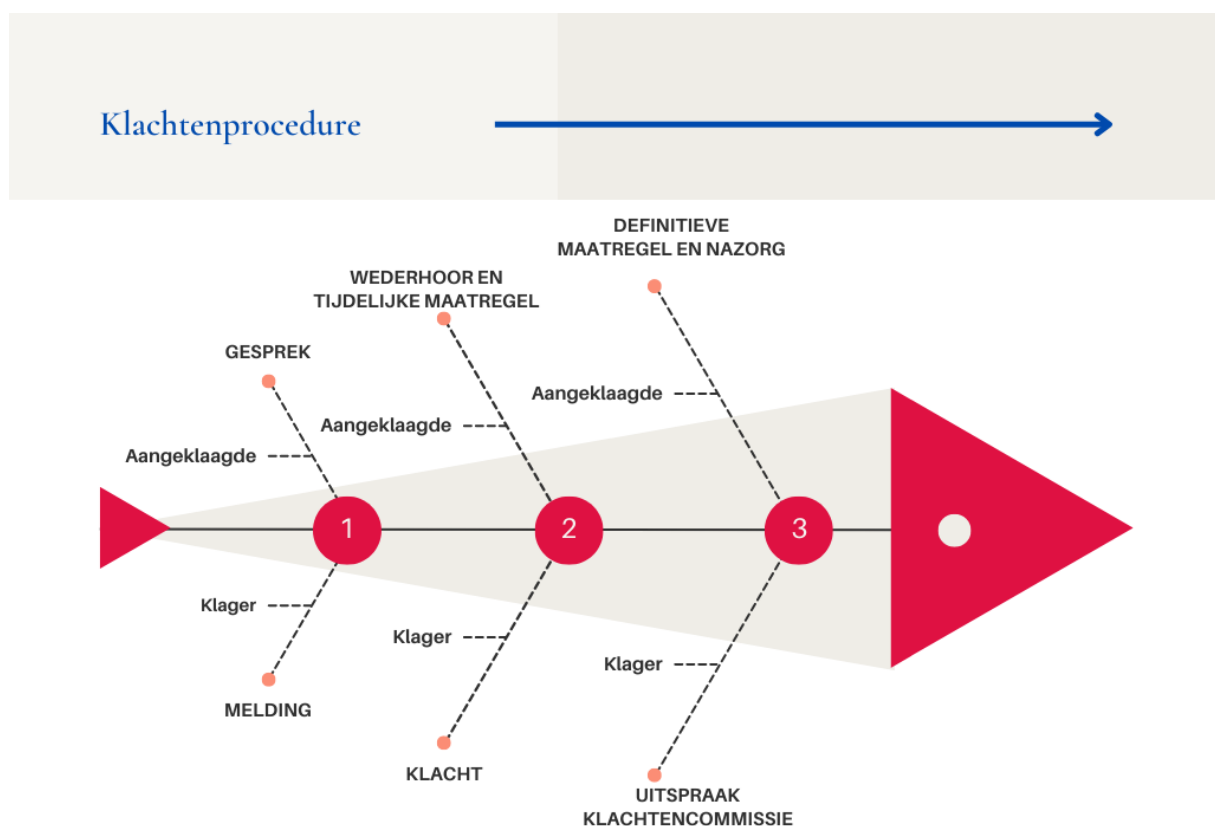 Klachtenprocedure
DEFINITIEVE
MAATREGEL EN NAZORG
WEDERHOOR EN
TIJDELIJKE MAATREGEL
GESPREK
Aangeklaagde
Aangeklaagde
Aangeklaagde
1
2
3
Klager
Klager
Klager
MELDING
KLACHT
UITSPRAAK
KLACHTENCOMMISSIE